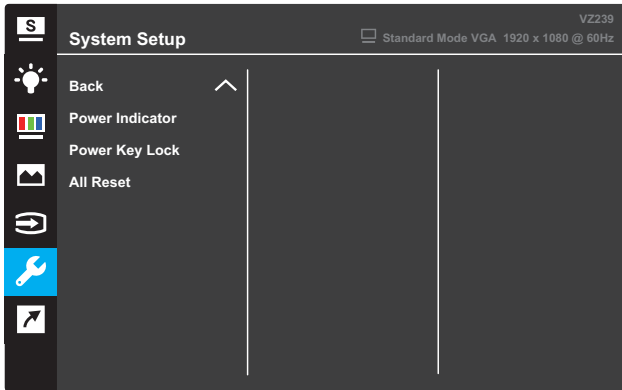 S
VZ239
System Setup
Standard Mode VGA 1920 x 1080 @ 60Hz
Back
Power Indicator
Power Key Lock
All Reset